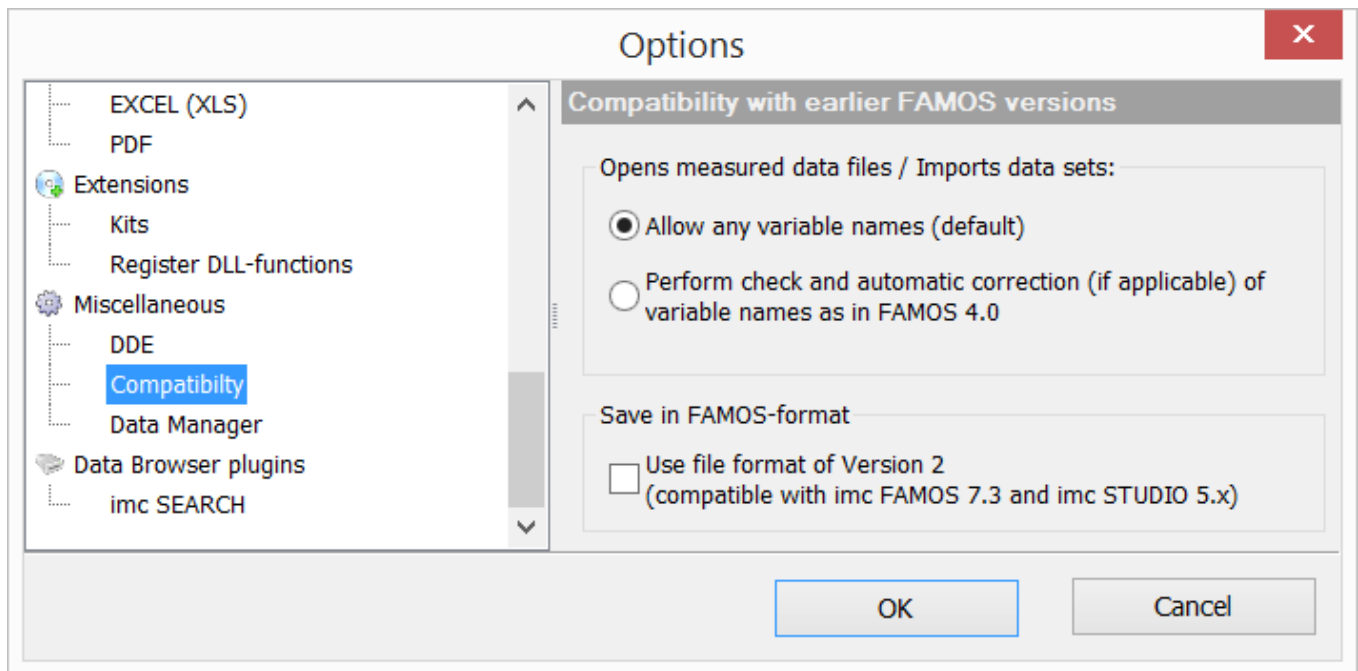 Options
EXCEL (XLS)
PDF
Extensions
Kits
Register DLL-functions
Miscellaneous
DDE
Compatibilty
Data Manager
Data Browser plugins
imc SEARCH
Compatibility with earlier FAMOS versions
Opens measured data files / Imports data sets:
Allow any variable names (default)
Perform check and automatic correction (if applicable) of
variable names as in FAMOS 4.0
Save in FAMOS-format
Use file format of Version 2
(compatible with imc FAMOS 7.3 and imc STUDIO 5.x)
OK
Cancel